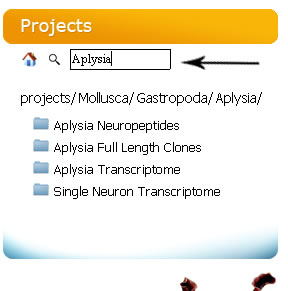 Projects
Aplysia
projects/Mollusca/Gastropoda/Aplysia/
Aplysia Neuropeptides
Aplysia Full Length Clones
Aplysia Transcriptome
Single Neuron Transcriptome